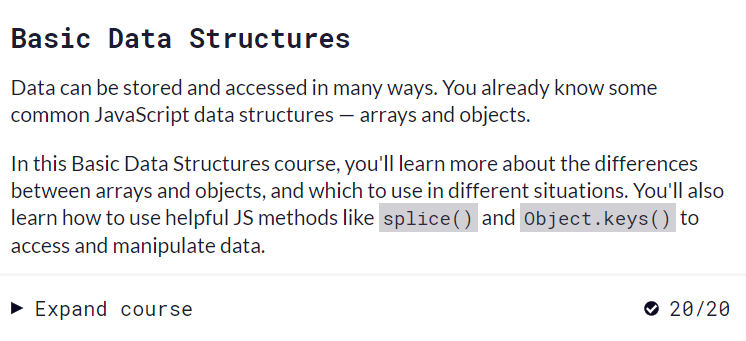 Basic Data Structures
Data can be stored and accessed in many ways. You already know some
common JavaScript data structures — arrays and objects.
In this Basic Data Structures course, you'll learn more about the differences
between arrays and objects, and which to use in different situations. You'll also
learn how to use helpful JS methods like splice() and Object.keys() to
access and manipulate data.
Expand course 20/20